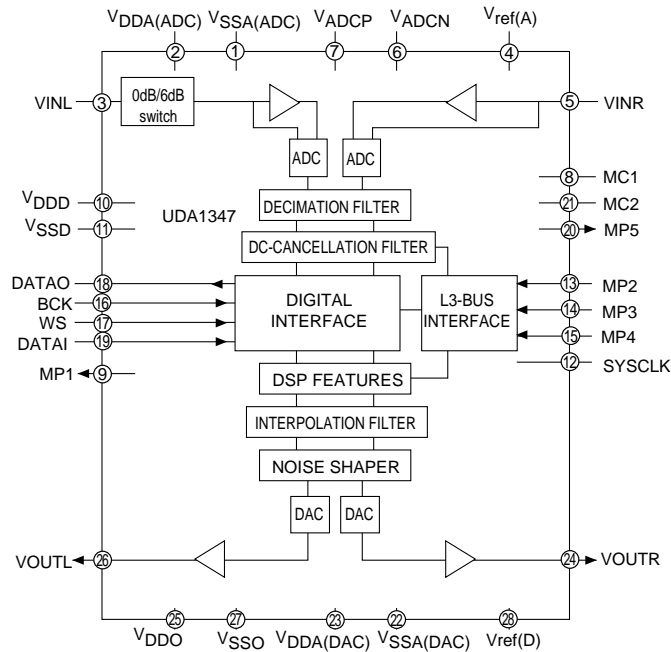 VDDA(ADC) VSSA(ADC) VADCP VADCN Vref(A)
2 1 7 6 4
VINL 3 0dB/6dB switch 5 VINR
ADC ADC
8 MC1
VDDD 10 21 MC2
UDA1347 DECIMATION FILTER
VSSD 11 20 MP5
DC-CANCELLATION FILTER
DATAO 18 13 MP2
BCK 16 DIGITAL INTERFACE L3-BUS INTERFACE 14 MP3
WS 17
DATAI 19 15 MP4
12 SYSCLK
MP1 9 DSP FEATURES
INTERPOLATION FILTER
NOISE SHAPER
DAC DAC
VOUTL 26 24 VOUTR
25 27 23 22 28
VDDO VSSO VDDA(DAC) VSSA(DAC) Vref(D)